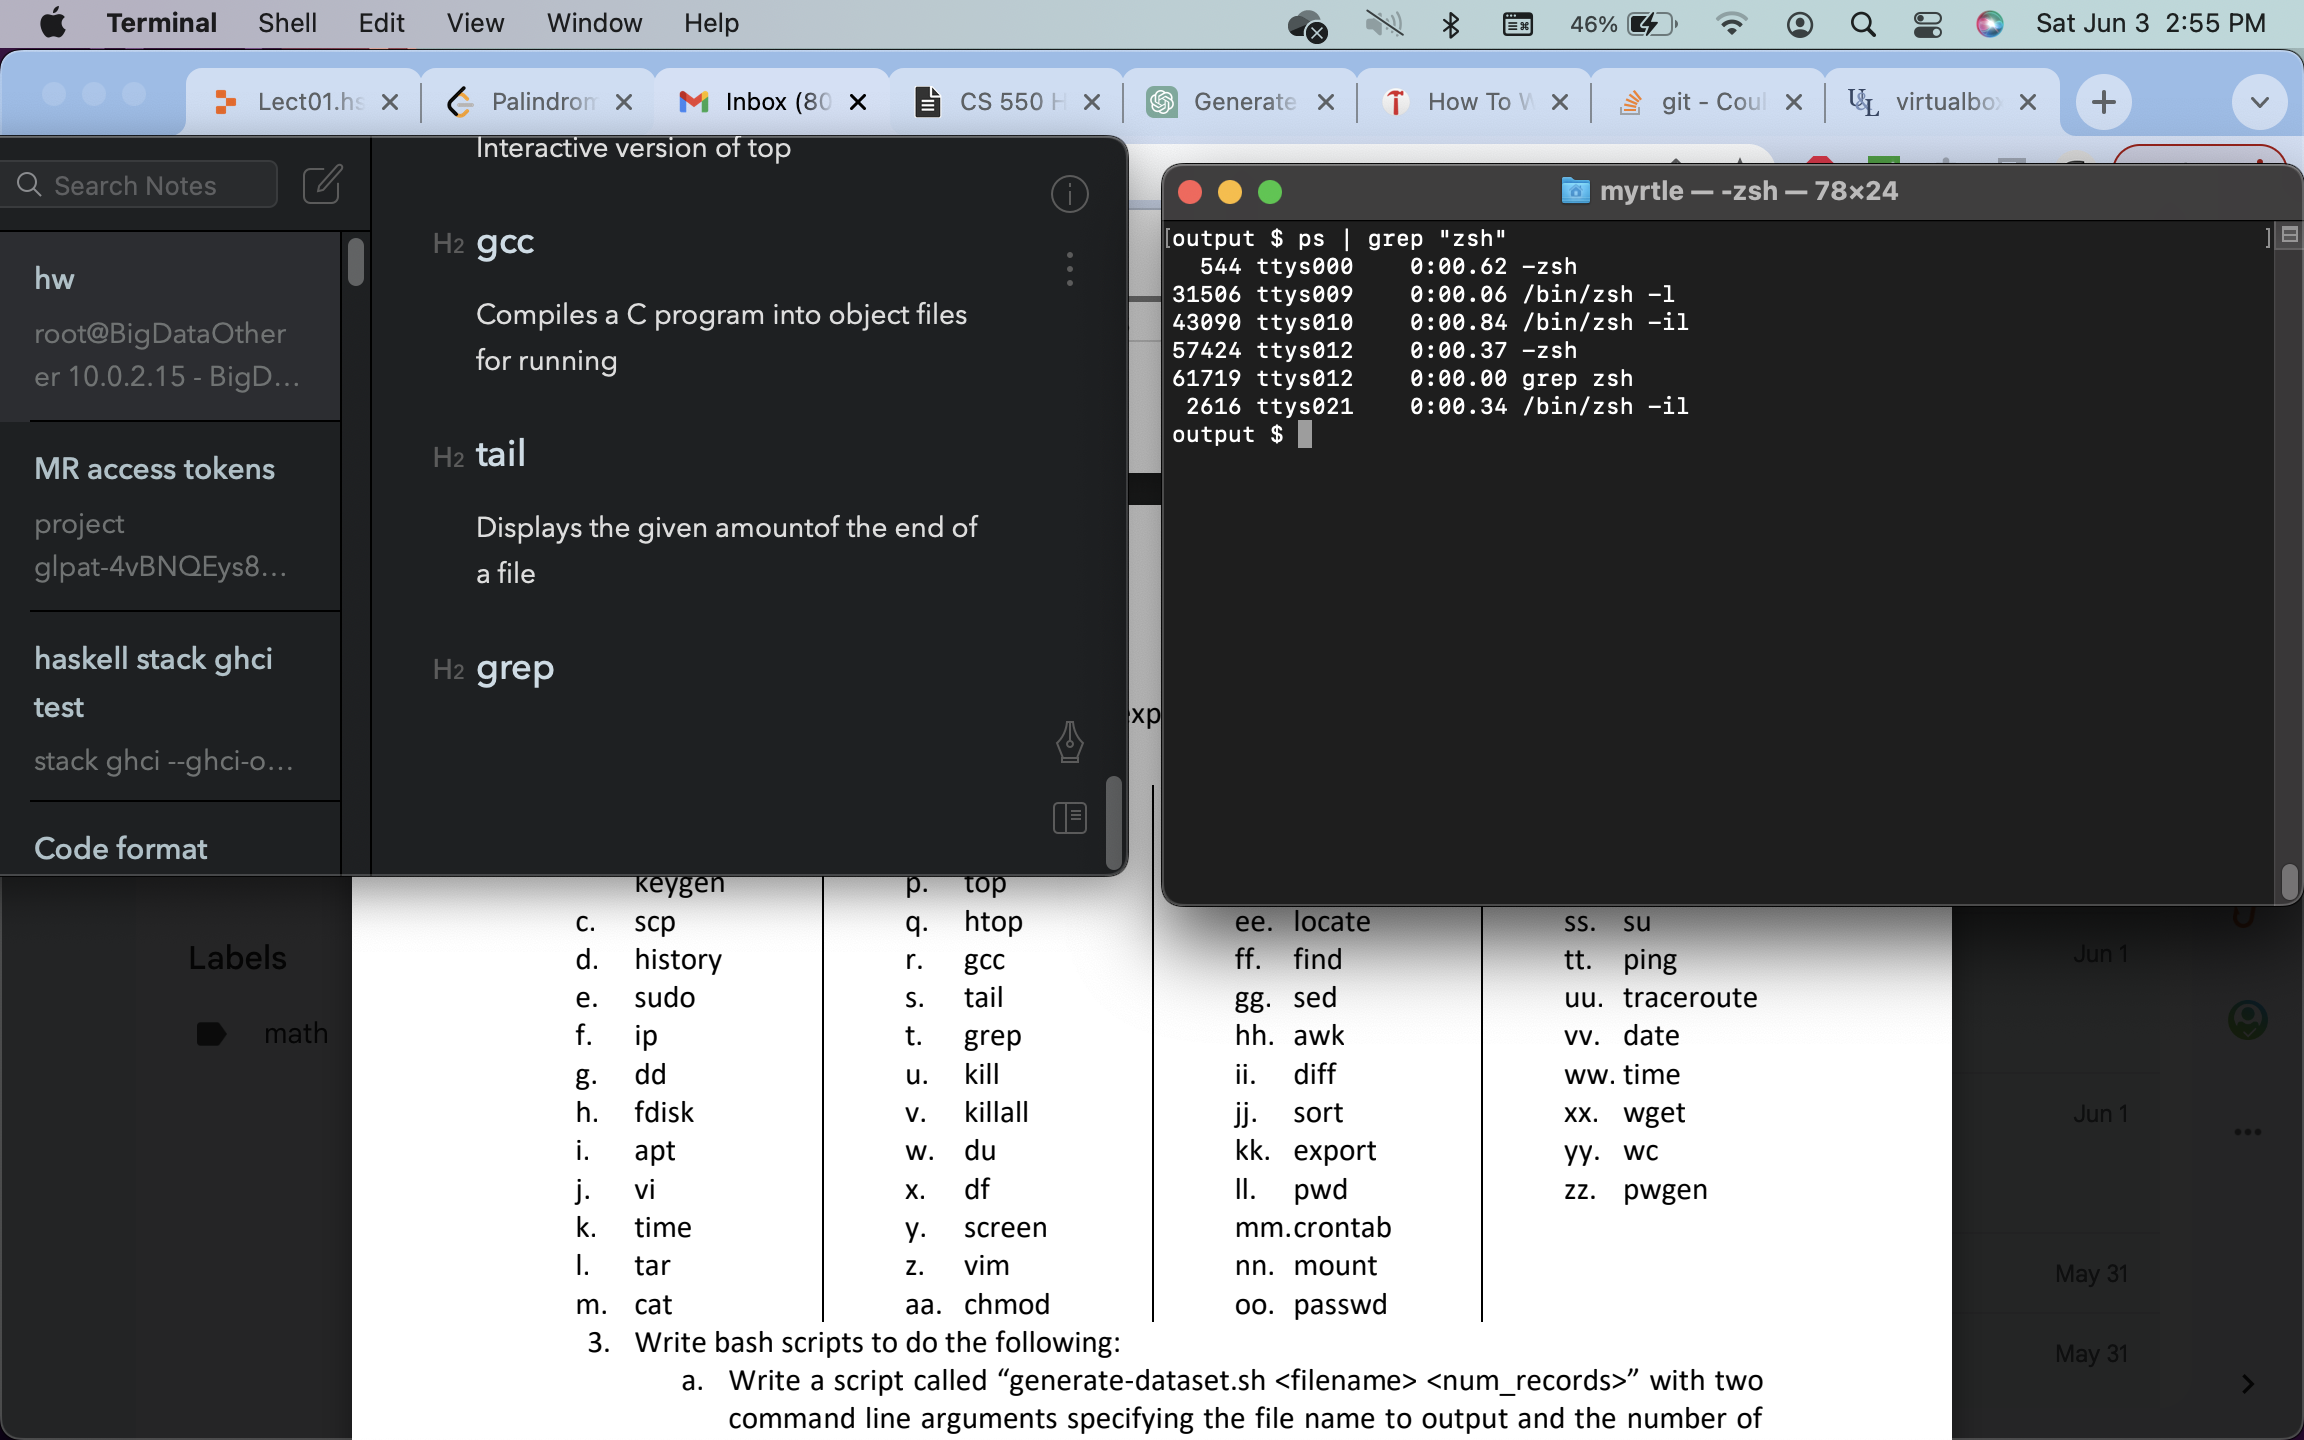 Terminal Shell Edit View Window Help 46% Sat Jun 3 2:55 PM
Lect01.hs Palindrom Inbox (80 CS 550 H Generate How To W git - Coul virtualbox
Search Notes
hw
root@BigDataOther
er 10.0.2.15 - BigD...
MR access tokens
project
glpat-4vBNQEys8...
haskell stack ghci
test
stack ghci --ghci-o...
Code format
Interactive version of top
H2 gcc
Compiles a C program into object files
for running
H2 tail
Displays the given amountof the end of
a file
H2 grep
myrtle — -zsh — 78×24
[output $ ps | grep "zsh" ]
544 ttys000 0:00.62 -zsh
31506 ttys009 0:00.06 /bin/zsh -l
43090 ttys010 0:00.84 /bin/zsh -il
57424 ttys012 0:00.37 -zsh
61719 ttys012 0:00.00 grep zsh
2616 ttys021 0:00.34 /bin/zsh -il
output $
exp
Labels
math
keygen
c. scp
d. history
e. sudo
f. ip
g. dd
h. fdisk
i. apt
j. vi
k. time
l. tar
m. cat
p. top
q. htop
r. gcc
s. tail
t. grep
u. kill
v. killall
w. du
x. df
y. screen
z. vim
aa. chmod
ee. locate
ff. find
gg. sed
hh. awk
ii. diff
jj. sort
kk. export
ll. pwd
mm. crontab
nn. mount
oo. passwd
ss. su
tt. ping
uu. traceroute
vv. date
ww. time
xx. wget
yy. wc
zz. pwgen
3. Write bash scripts to do the following:
a. Write a script called “generate-dataset.sh <filename> <num_records>” with two
command line arguments specifying the file name to output and the number of
Jun 1
Jun 1
May 31
May 31